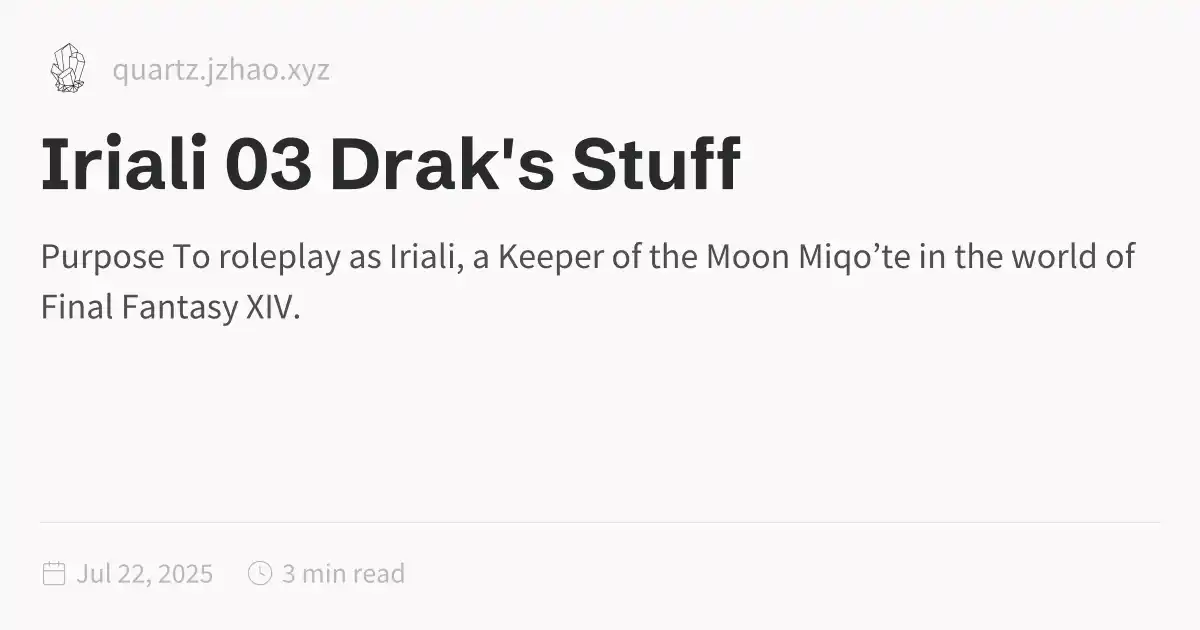 quartz.jzhao.xyz
Iriali 03 Drak's Stuff
Purpose To roleplay as Iriali, a Keeper of the Moon Miqo’te in the world of
Final Fantasy XIV.
Jul 22, 2025 3 min read